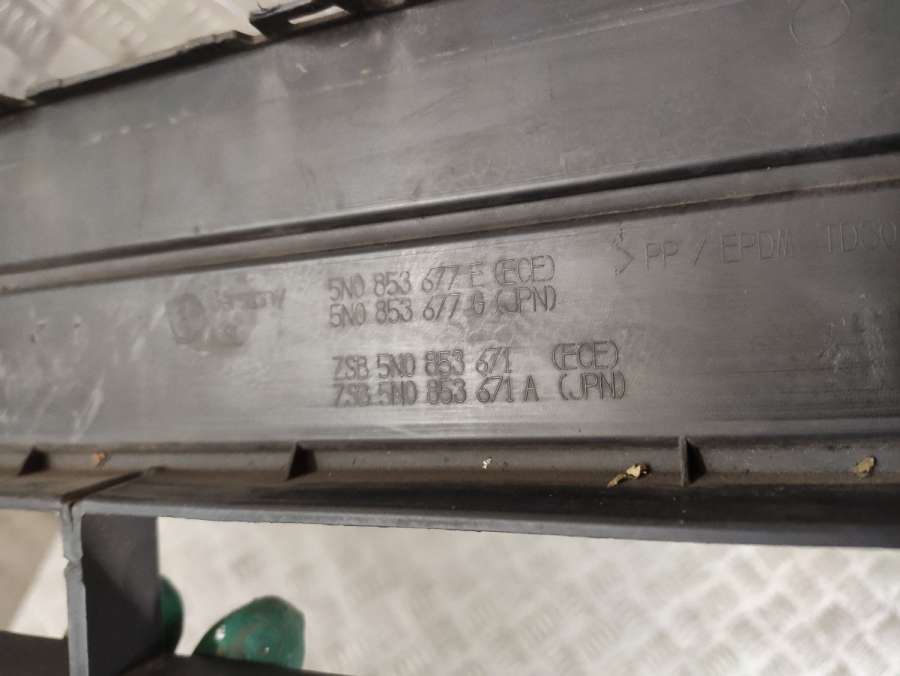 5N0 853 677 E (ECE)
5N0 853 677 G (JPN)
ZSB 5N0 853 671 (ECE)
ZSB 5N0 853 671 A (JPN)
> PP / EPDM